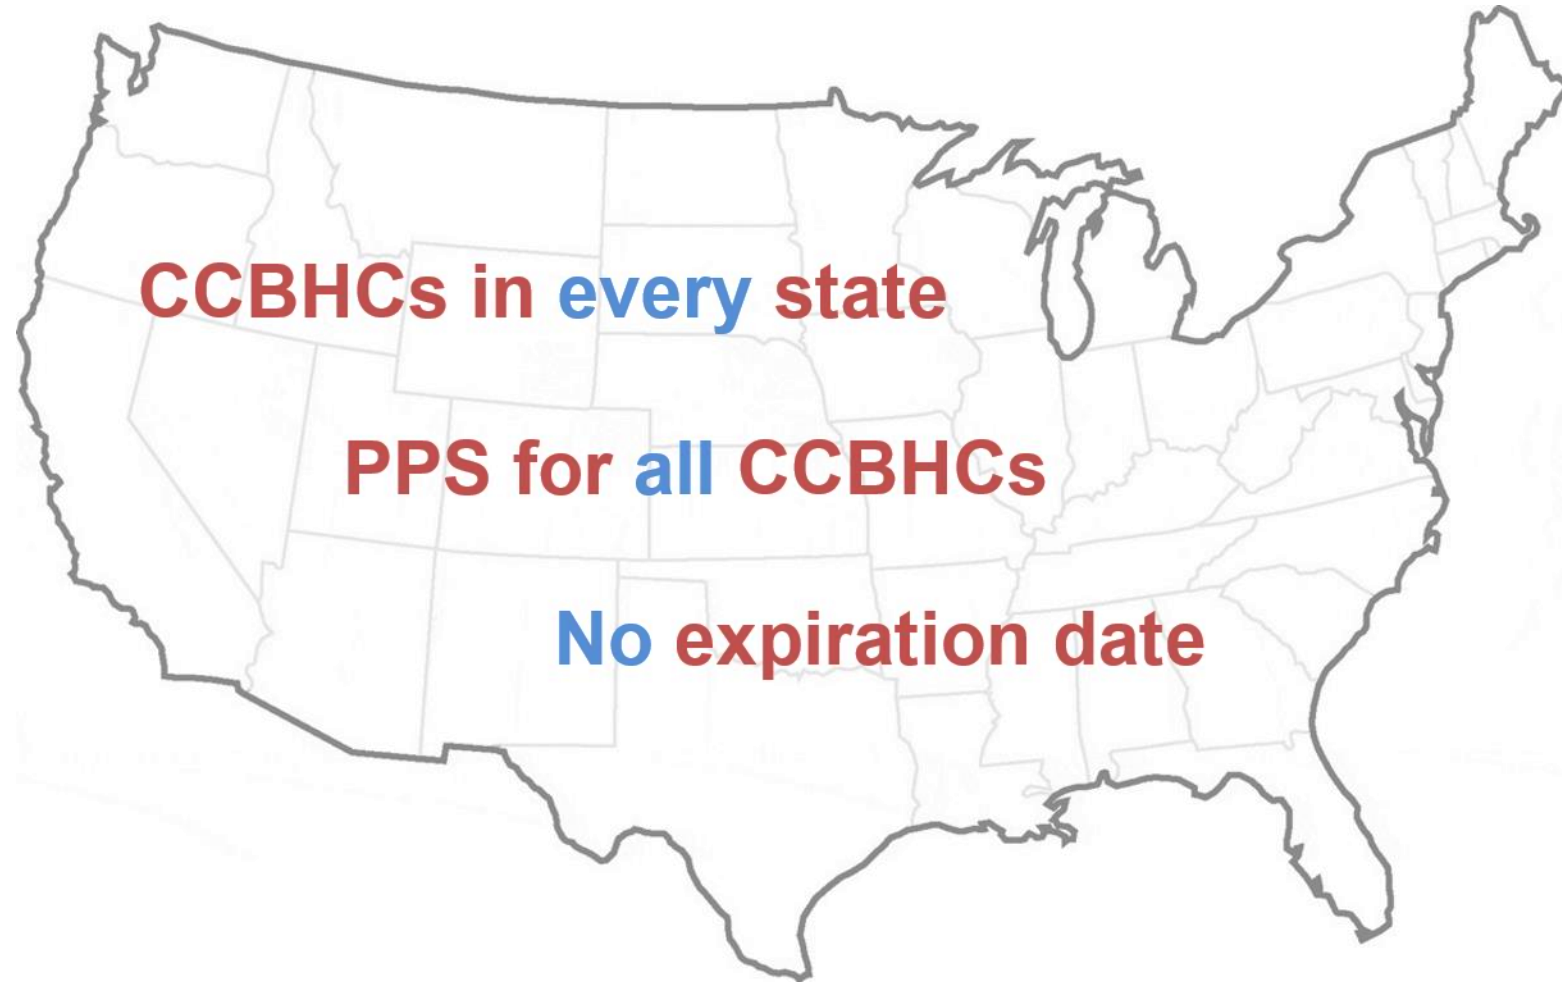 CCBHCs in every state
PPS for all CCBHCs
No expiration date